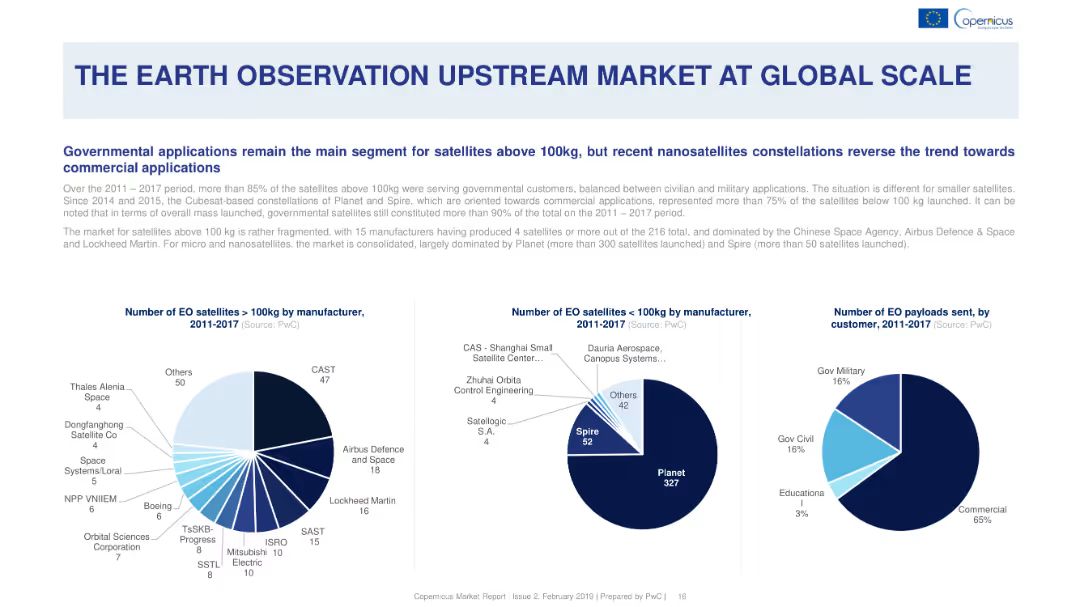 opernicus
THE EARTH OBSERVATION UPSTREAM MARKET AT GLOBAL SCALE
Governmental applications remain the main segment for satellites above 100kg, but recent nanosatellites constellations reverse the trend towards
commercial applications
Over the 2011 – 2017 period, more than 85% of the satellites above 100kg were serving governmental customers, balanced between civilian and military applications. The situation is different for smaller satellites.
Since 2014 and 2015, the Cubesat-based constellations of Planet and Spire, which are oriented towards commercial applications, represented more than 75% of the satellites below 100 kg launched. It can be
noted that in terms of overall mass launched, governmental satellites still constituted more than 90% of the total on the 2011 – 2017 period.
The market for satellites above 100kg is rather fragmented, with 15 manufacturers having produced 4 satellites or more out of the 216 total, and dominated by the Chinese Space Agency, Airbus Defence & Space
and Lockheed Martin. For micro and nanosatellites, the market is consolidated, largely dominated by Planet (more than 300 satellites launched) and Spire (more than 50 satellites launched).
Number of EO satellites > 100kg by manufacturer,
2011-2017 (Source: PwC)
Others
50
CAST
47
Thales Alenia
Space
4
Dongfanghong
Satellite Co
4
Space
Systems/Loral
5
NPP VNIIEM
6
Boeing
6
Orbital Sciences
Corporation
7
TsSKB-
Progress
8
SSTL
8
Mitsubishi
Electric
10
ISRO
10
SAST
15
Lockheed Martin
16
Airbus Defence
and Space
18
Number of EO satellites < 100kg by manufacturer,
2011-2017 (Source: PwC)
CAS - Shanghai Small
Satellite Center...
Dauria Aerospace,
Canopus Systems...
Zhuhai Orbita
Control Engineering
4
Satellogic
S.A.
4
Others
42
Spire
52
Planet
327
Number of EO payloads sent, by
customer, 2011-2017 (Source: PwC)
Gov Military
16%
Gov Civil
16%
Educationa
l
3%
Commercial
65%
Copernicus Market Report Issue 2, February 2019 | Prepared by PwC | 16